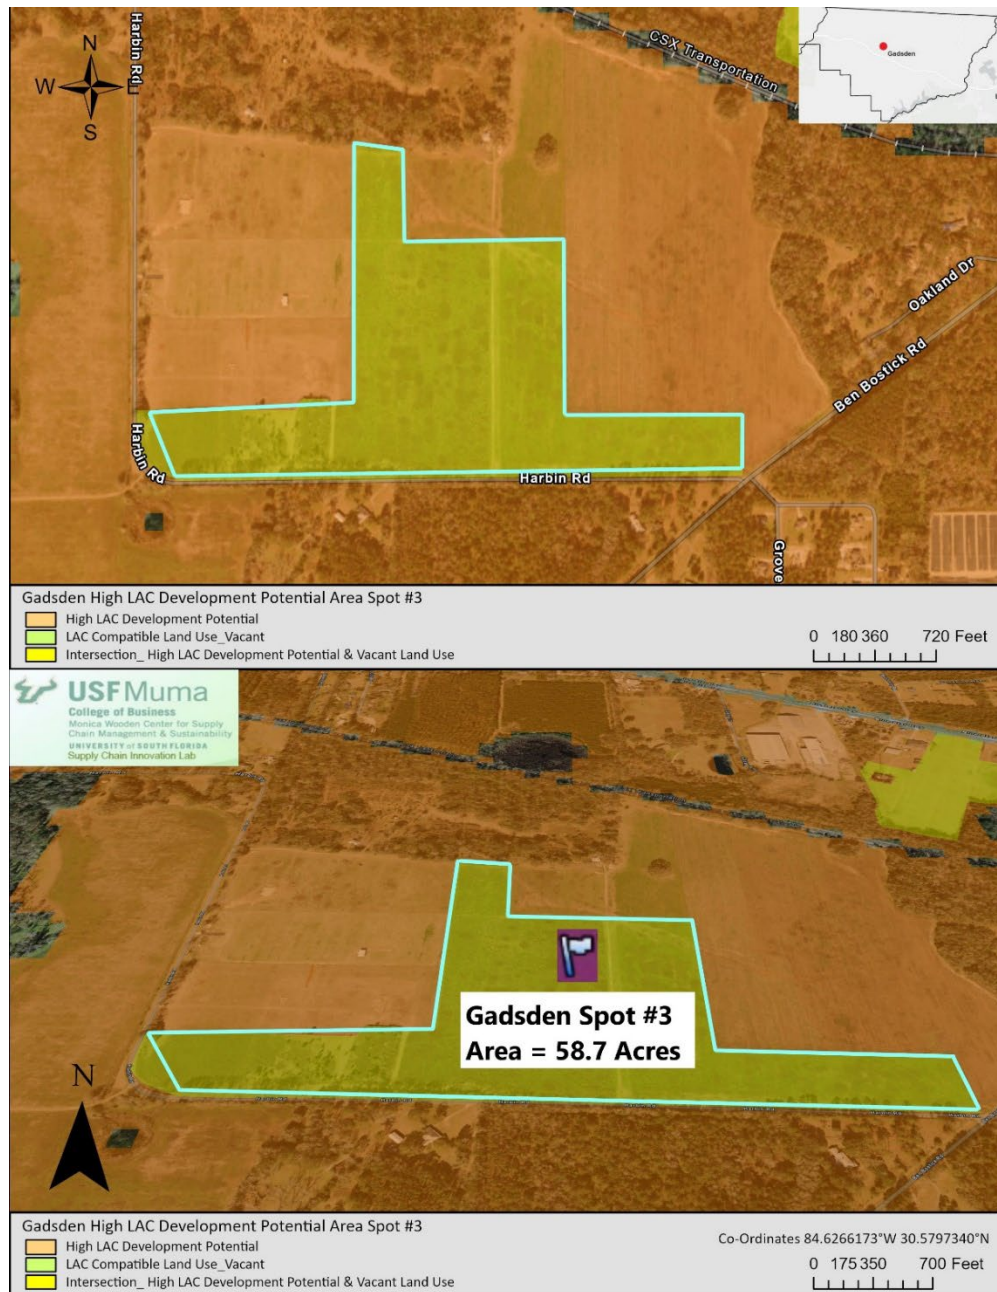 N
W
E
S
Harbin Rd
CSX Transportation
Gadsden
Oakland Dr
Ben Bostick Rd
Harbin Rd
Harbin Rd
Grove
Gadsden High LAC Development Potential Area Spot #3
High LAC Development Potential
LAC Compatible Land Use_Vacant
Intersection_ High LAC Development Potential & Vacant Land Use
0 180 360 720 Feet
USF Muma
College of Business
Monica Wooden Center for Supply
Chain Management & Sustainability
UNIVERSITY of SOUTH FLORIDA
Supply Chain Innovation Lab
Gadsden Spot #3
Area = 58.7 Acres
N
Gadsden High LAC Development Potential Area Spot #3
High LAC Development Potential
LAC Compatible Land Use_Vacant
Intersection_ High LAC Development Potential & Vacant Land Use
Co-Ordinates 84.6266173°W 30.5797340°N
0 175 350 700 Feet